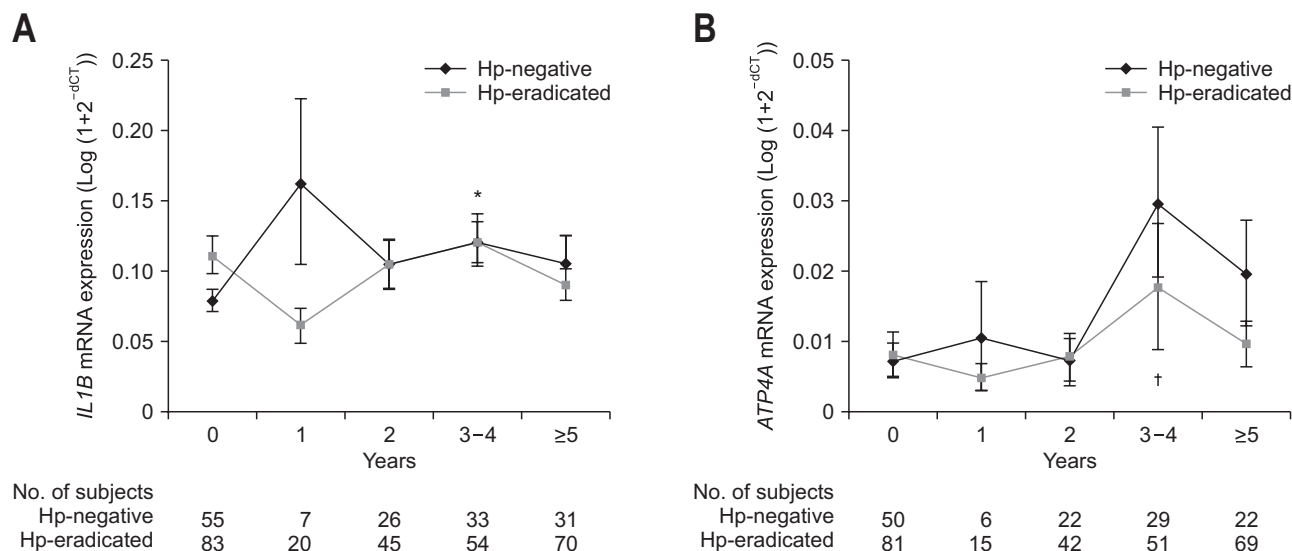 A
IL1B mRNA expression (Log (1+2⁻ᵈᶜᵀ))
0.25
0.20
0.15
0.10
0.05
0
Hp-negative
Hp-eradicated
*
0 1 2 3–4 ≥5
Years
No. of subjects
Hp-negative 55 7 26 33 31
Hp-eradicated 83 20 45 54 70
B
ATP4A mRNA expression (Log (1+2⁻ᵈᶜᵀ))
0.05
0.04
0.03
0.02
0.01
0
Hp-negative
Hp-eradicated
†
0 1 2 3–4 ≥5
Years
No. of subjects
Hp-negative 50 6 22 29 22
Hp-eradicated 81 15 42 51 69